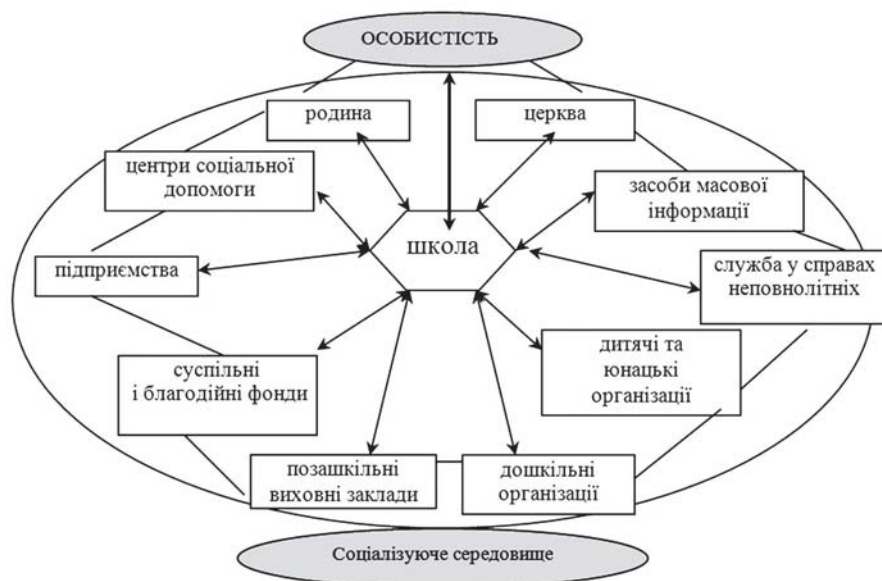 ОСОБИСТІСТЬ
родина
церква
центри соціальної
допомоги
засоби масової
інформації
школа
підприємства
служба у справах
неповнолітніх
суспільні
і благодійні фонди
дитячі та
юнацькі
організації
позашкільні
виховні заклади
дошкільні
організації
Соціалізуюче середовище